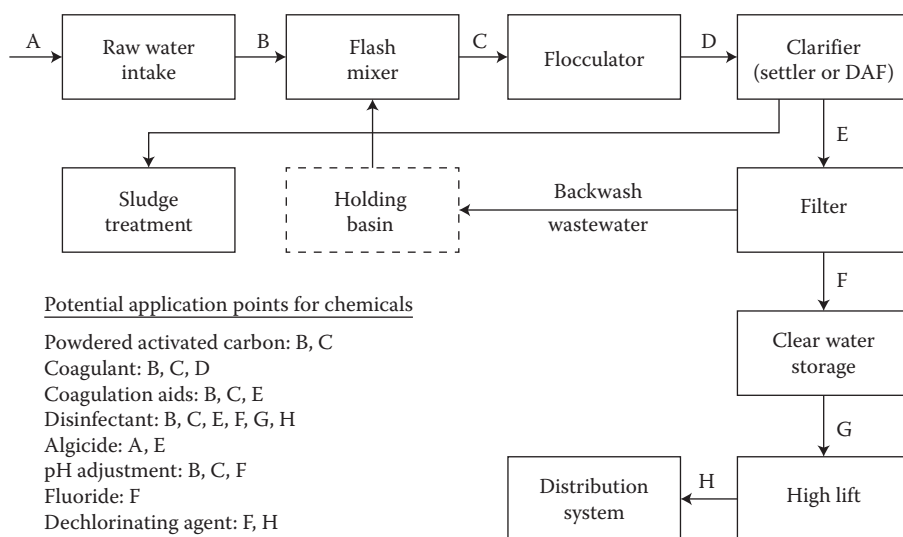 A
Raw water
intake
B
Flash
mixer
C
Flocculator
D
Clarifier
(settler or DAF)
E
Sludge
treatment
Holding
basin
Backwash
wastewater
Filter
F
Potential application points for chemicals
Powdered activated carbon: B, C
Coagulant: B, C, D
Coagulation aids: B, C, E
Disinfectant: B, C, E, F, G, H
Algicide: A, E
pH adjustment: B, C, F
Fluoride: F
Dechlorinating agent: F, H
Clear water
storage
G
High lift
H
Distribution
system